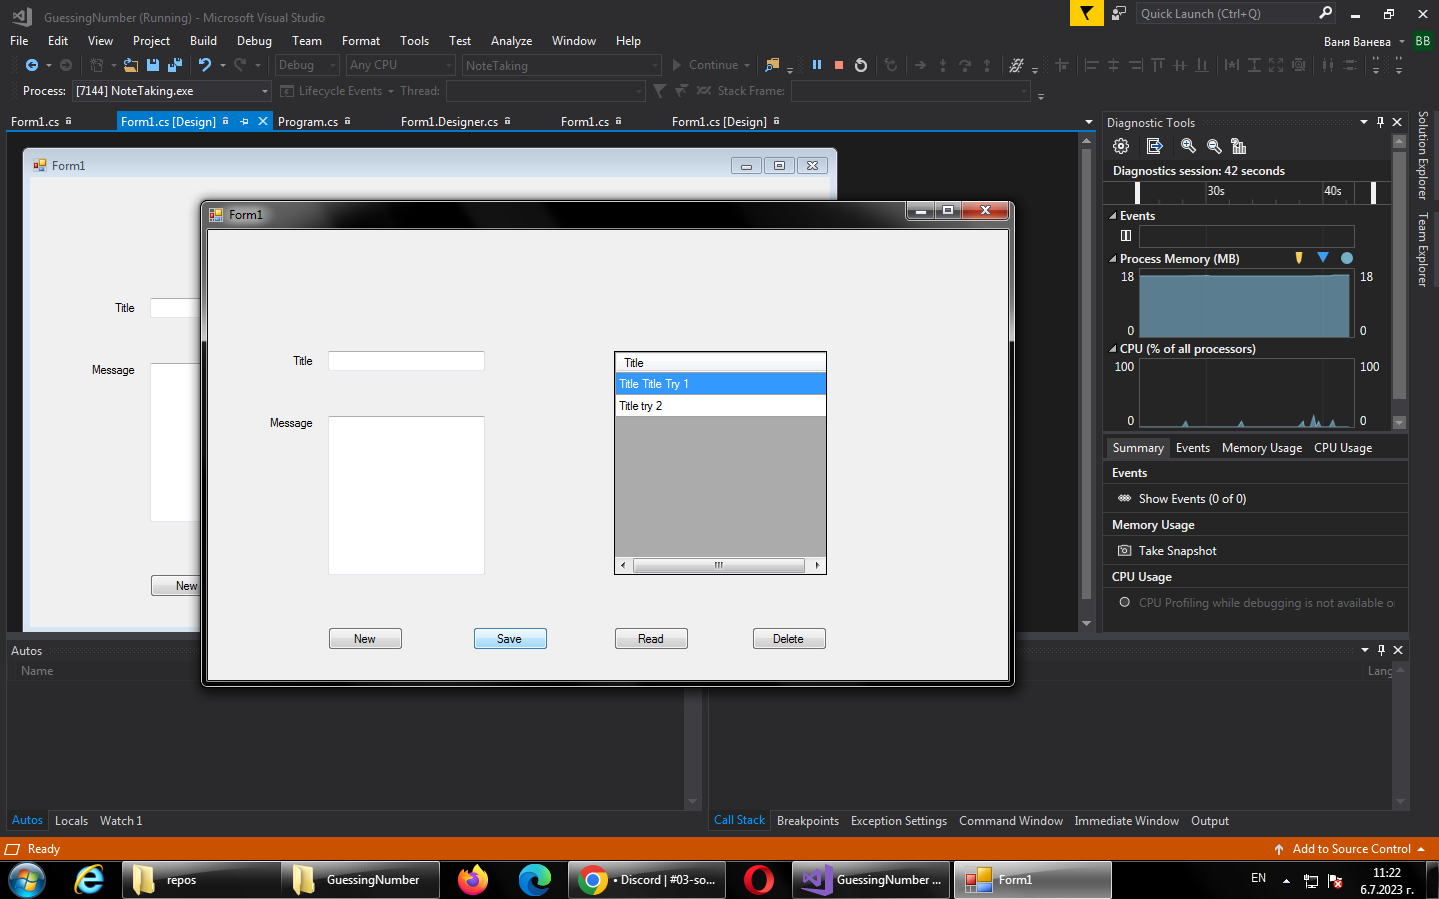 GuessingNumber (Running) - Microsoft Visual Studio
Quick Launch (Ctrl+Q)
File Edit View Project Build Debug Team Format Tools Test Analyze Window Help
Ваня Ванева BB
Debug Any CPU NoteTaking Continue
Process: [7144] NoteTaking.exe Lifecycle Events Thread: Stack Frame:
Form1.cs Form1.cs [Design] Program.cs Form1.Designer.cs Form1.cs Form1.cs [Design]
Form1
Title
Message
New
Form1
Title
Message
Title
Title Title Try 1
Title try 2
New Save Read Delete
Diagnostic Tools
Diagnostics session: 42 seconds
30s 40s
Events
Process Memory (MB)
18 18
0 0
CPU (% of all processors)
100 100
0 0
Summary Events Memory Usage CPU Usage
Events
Show Events (0 of 0)
Memory Usage
Take Snapshot
CPU Usage
CPU Profiling while debugging is not available o
Solution Explorer
Team Explorer
Autos
Name
Lang
Autos Locals Watch 1
Call Stack Breakpoints Exception Settings Command Window Immediate Window Output
Ready
Add to Source Control
repos
GuessingNumber
• Discord | #03-so...
GuessingNumber ...
Form1
EN
11:22
6.7.2023 г.